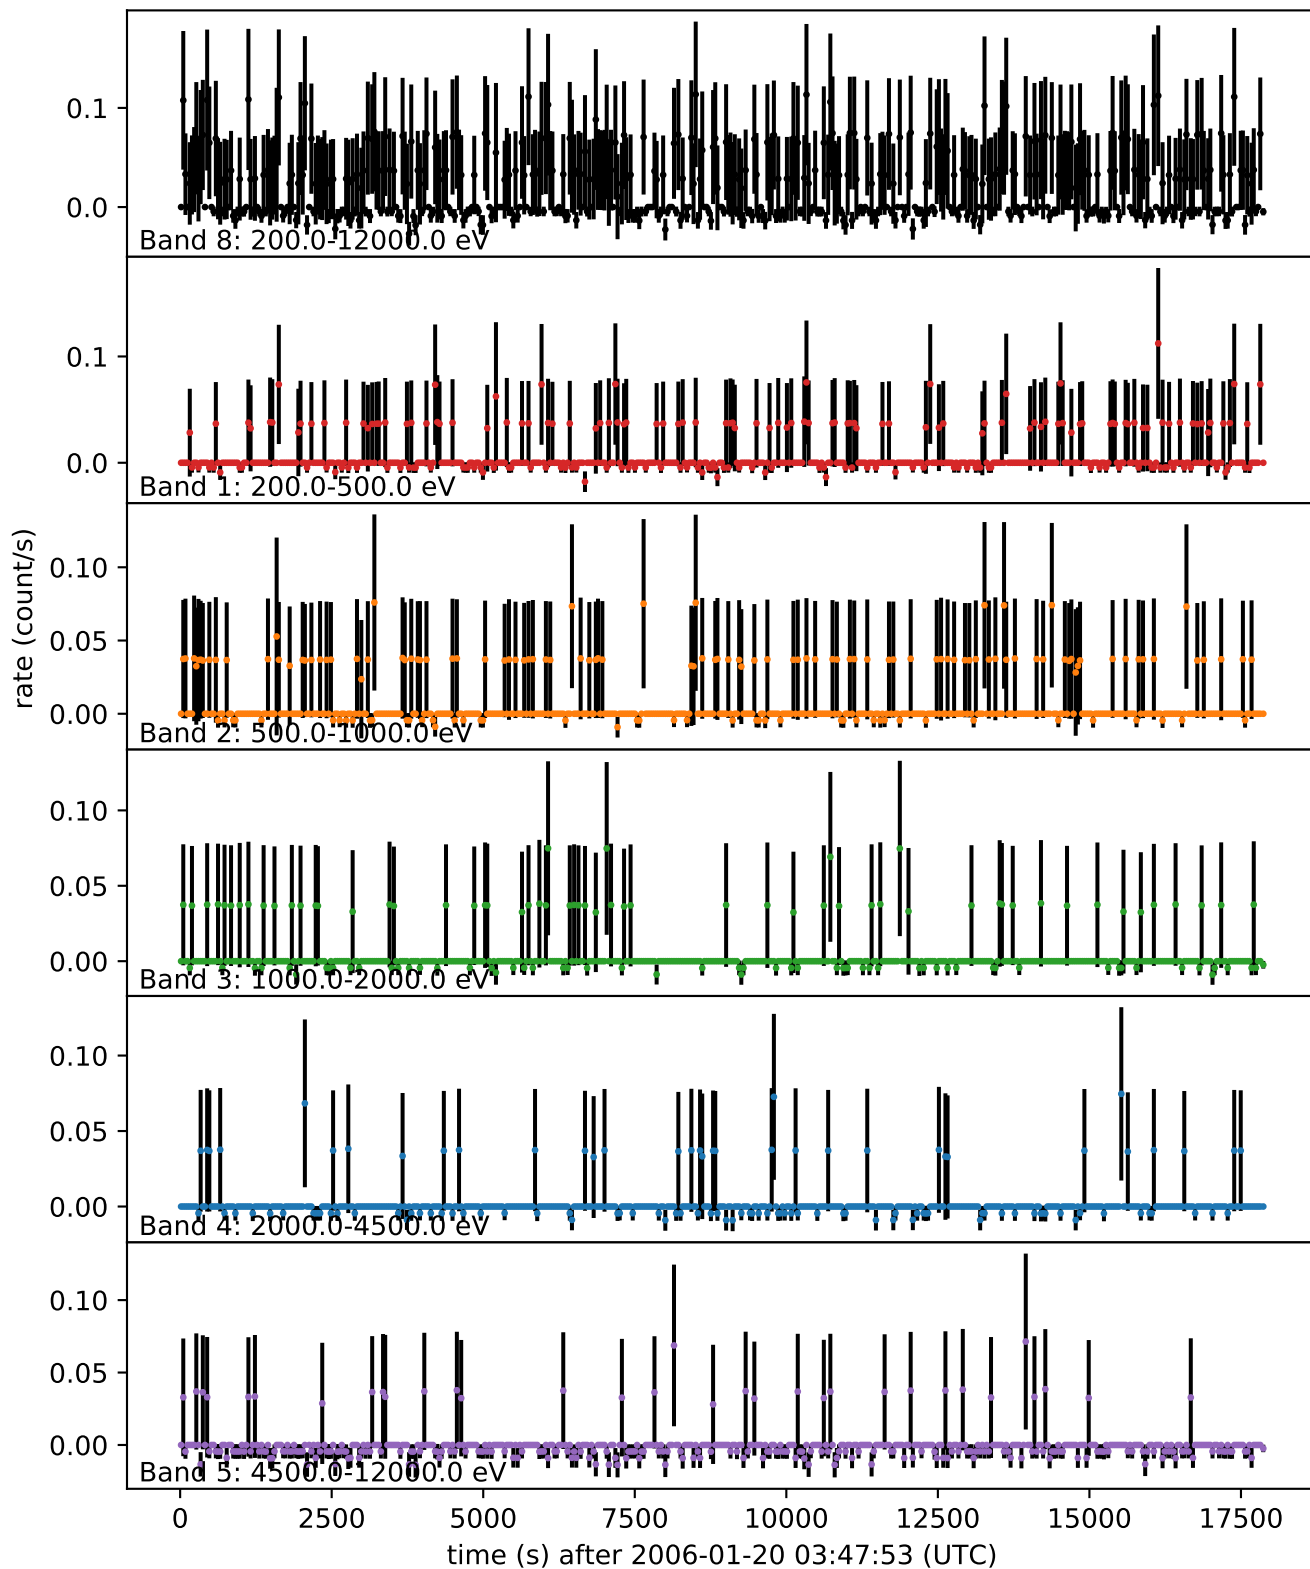 0.1
0.0
Band 8: 200.0-12000.0 eV
0.1
0.0
Band 1: 200.0-500.0 eV
rate (count/s)
0.10
0.05
0.00
Band 2: 500.0-1000.0 eV
0.10
0.05
0.00
Band 3: 1000.0-2000.0 eV
0.10
0.05
0.00
Band 4: 2000.0-4500.0 eV
0.10
0.05
0.00
Band 5: 4500.0-12000.0 eV
0 2500 5000 7500 10000 12500 15000 17500
time (s) after 2006-01-20 03:47:53 (UTC)